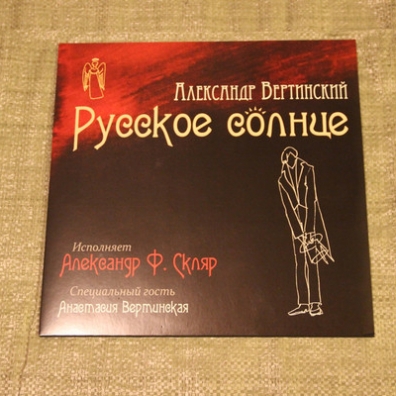 Александр Вертинский
Русское солнце
Исполняет
Александр Ф. Скляр
Специальный гость
Анастасия Вертинская